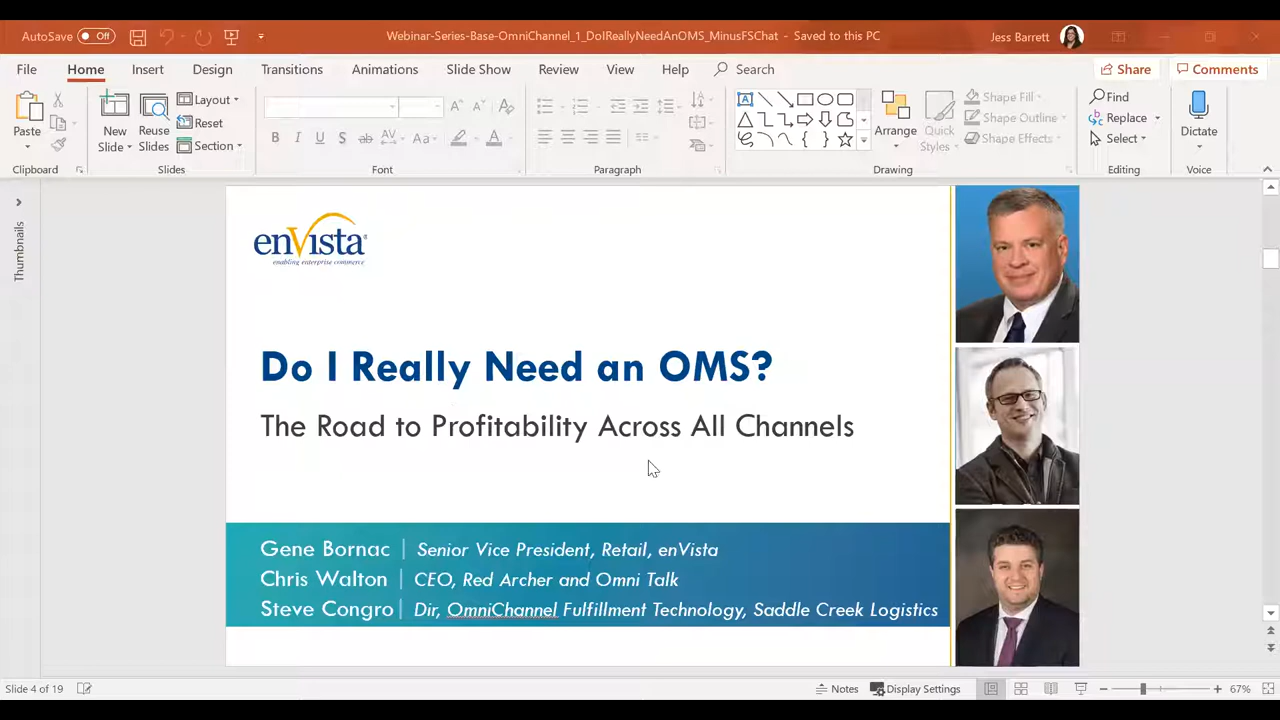 AutoSave Off
Webinar-Series-Base-OmniChannel_1_DoIReallyNeedAnOMS_MinusFSChat - Saved to this PC
Jess Barrett
File Home Insert Design Transitions Animations Slide Show Review View Help Search Share Comments
Paste
Clipboard
New Slide
Reuse Slides
Layout
Reset
Section
Slides
B I U S ab AV Aa A
Font
Paragraph
Arrange
Quick Styles
Shape Fill
Shape Outline
Shape Effects
Drawing
Find
Replace
Select
Editing
Dictate
Voice
Thumbnails
enVista®
enabling enterprise commerce
Do I Really Need an OMS?
The Road to Profitability Across All Channels
Gene Bornac | Senior Vice President, Retail, enVista
Chris Walton | CEO, Red Archer and Omni Talk
Steve Congro | Dir, OmniChannel Fulfillment Technology, Saddle Creek Logistics
Slide 4 of 19
Notes Display Settings 67%